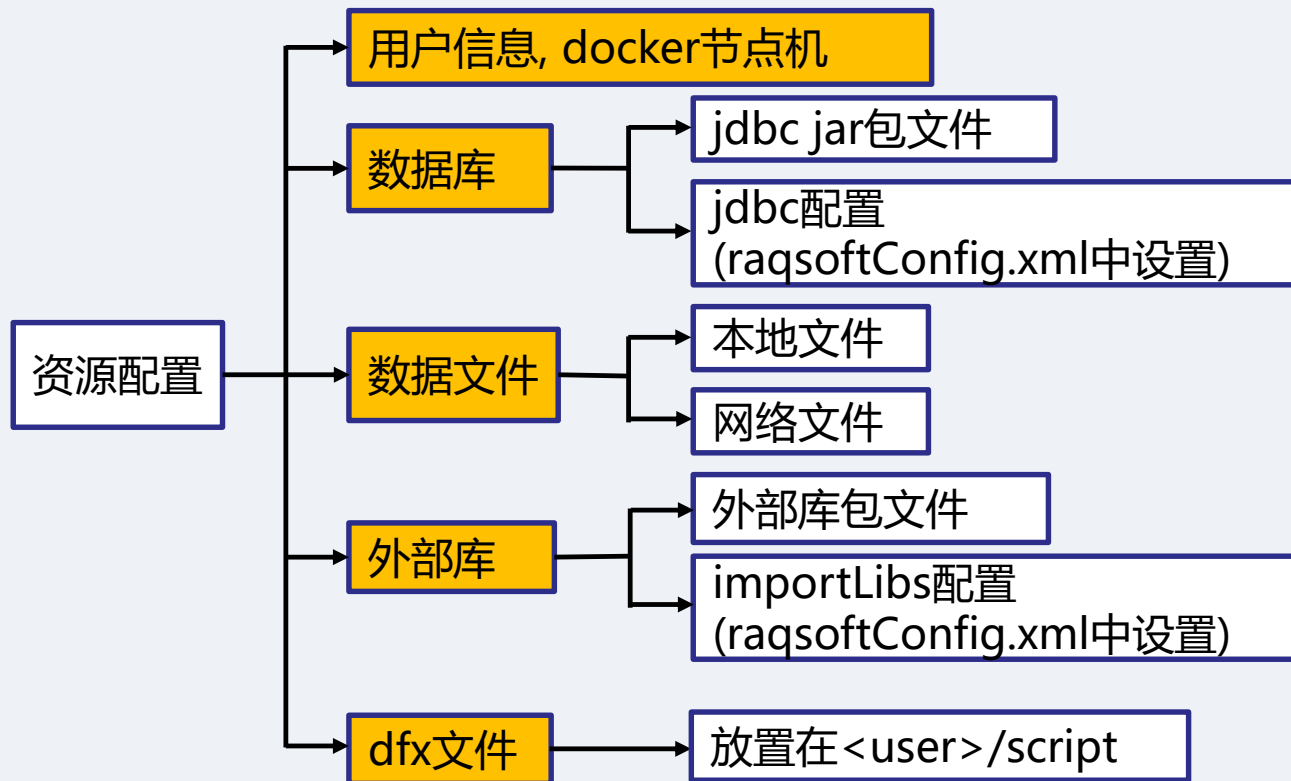 资源配置
用户信息, docker节点机
数据库
jdbc jar包文件
jdbc配置
(raqsoftConfig.xml中设置)
数据文件
本地文件
网络文件
外部库
外部库包文件
importLibs配置
(raqsoftConfig.xml中设置)
dfx文件
放置在<user>/script